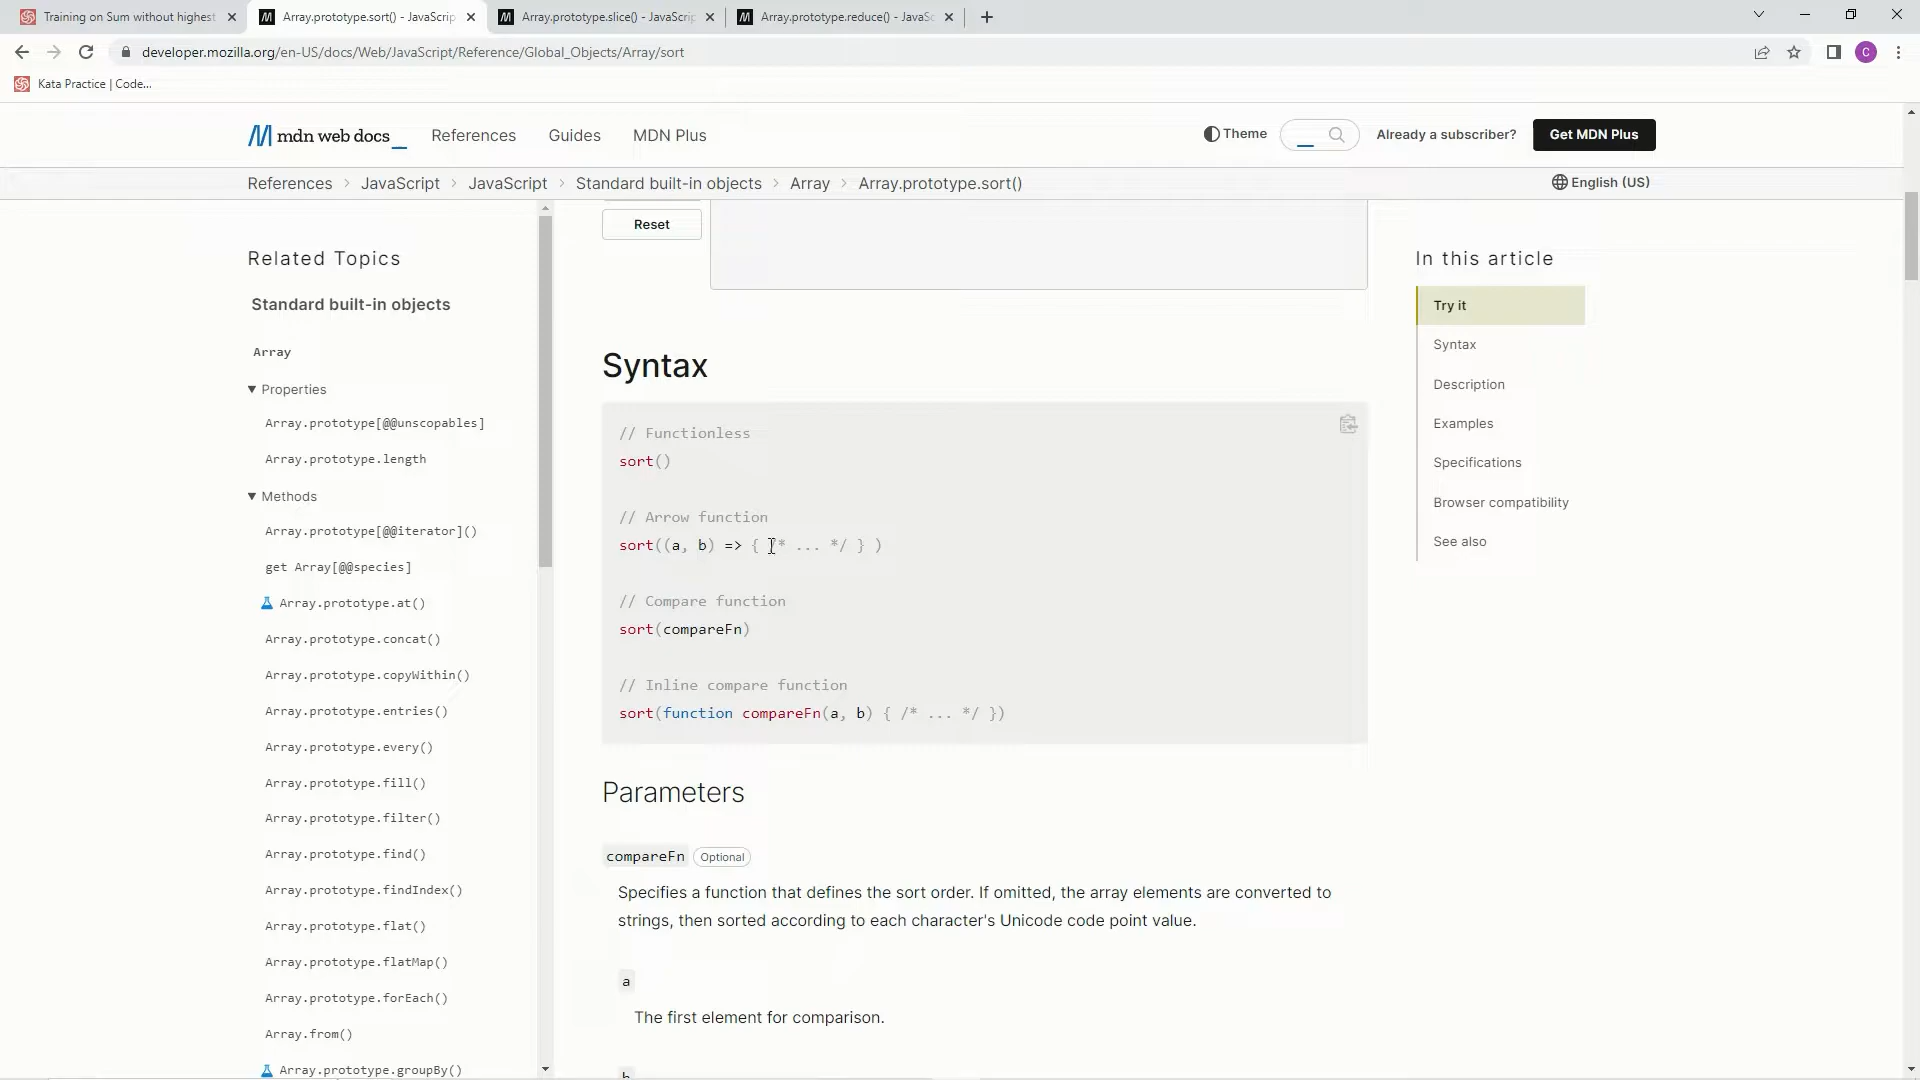 Training on Sum without highest
Array.prototype.sort() - JavaScrip
Array.prototype.slice() - JavaScrip
Array.prototype.reduce() - JavaSc
developer.mozilla.org/en-US/docs/Web/JavaScript/Reference/Global_Objects/Array/sort
C
Kata Practice | Code...
mdn web docs_
References
Guides
MDN Plus
Theme
Already a subscriber?
Get MDN Plus
References > JavaScript > JavaScript > Standard built-in objects > Array > Array.prototype.sort()
English (US)
Related Topics
Standard built-in objects
Array
Properties
Array.prototype[@@unscopables]
Array.prototype.length
Methods
Array.prototype[@@iterator]()
get Array[@@species]
Array.prototype.at()
Array.prototype.concat()
Array.prototype.copyWithin()
Array.prototype.entries()
Array.prototype.every()
Array.prototype.fill()
Array.prototype.filter()
Array.prototype.find()
Array.prototype.findIndex()
Array.prototype.flat()
Array.prototype.flatMap()
Array.prototype.forEach()
Array.from()
Array.prototype.groupBy()
Reset
Syntax
// Functionless
sort()
// Arrow function
sort((a, b) => { /* ... */ } )
// Compare function
sort(compareFn)
// Inline compare function
sort(function compareFn(a, b) { /* ... */ })
Parameters
compareFn Optional
Specifies a function that defines the sort order. If omitted, the array elements are converted to
strings, then sorted according to each character's Unicode code point value.
a
The first element for comparison.
b
In this article
Try it
Syntax
Description
Examples
Specifications
Browser compatibility
See also